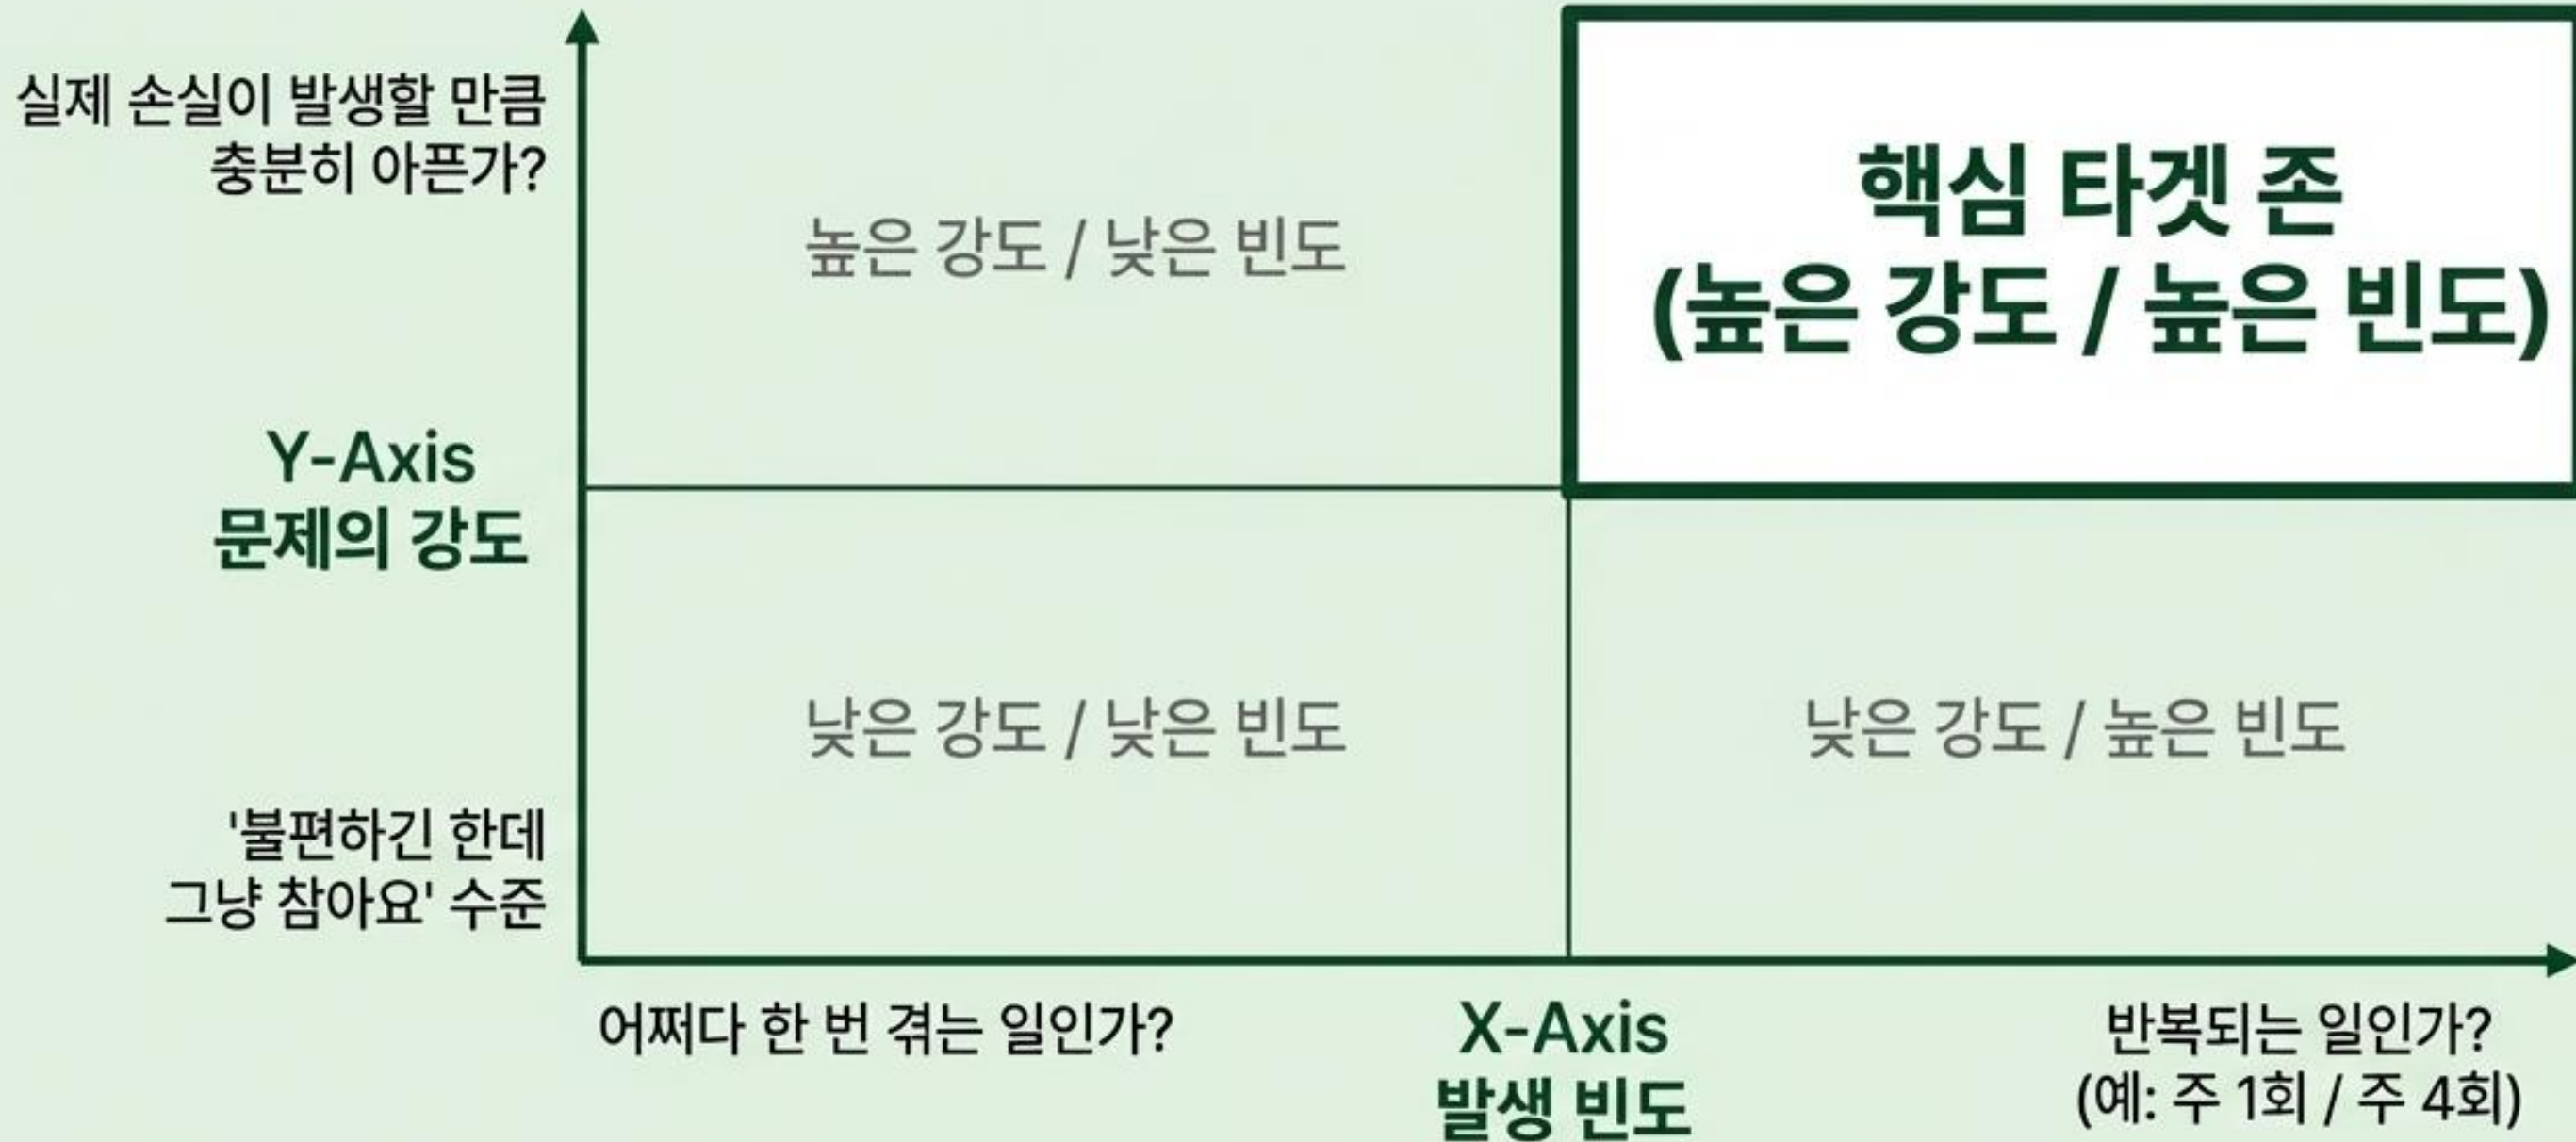 실제 손실이 발생할 만큼
충분히 아픈가?
높은 강도 / 낮은 빈도
핵심 타겟 존
(높은 강도 / 높은 빈도)
Y-Axis
문제의 강도
낮은 강도 / 낮은 빈도
낮은 강도 / 높은 빈도
'불편하긴 한데
그냥 참아요' 수준
어쩌다 한 번 겪는 일인가?
X-Axis
발생 빈도
반복되는 일인가?
(예: 주 1회 / 주 4회)